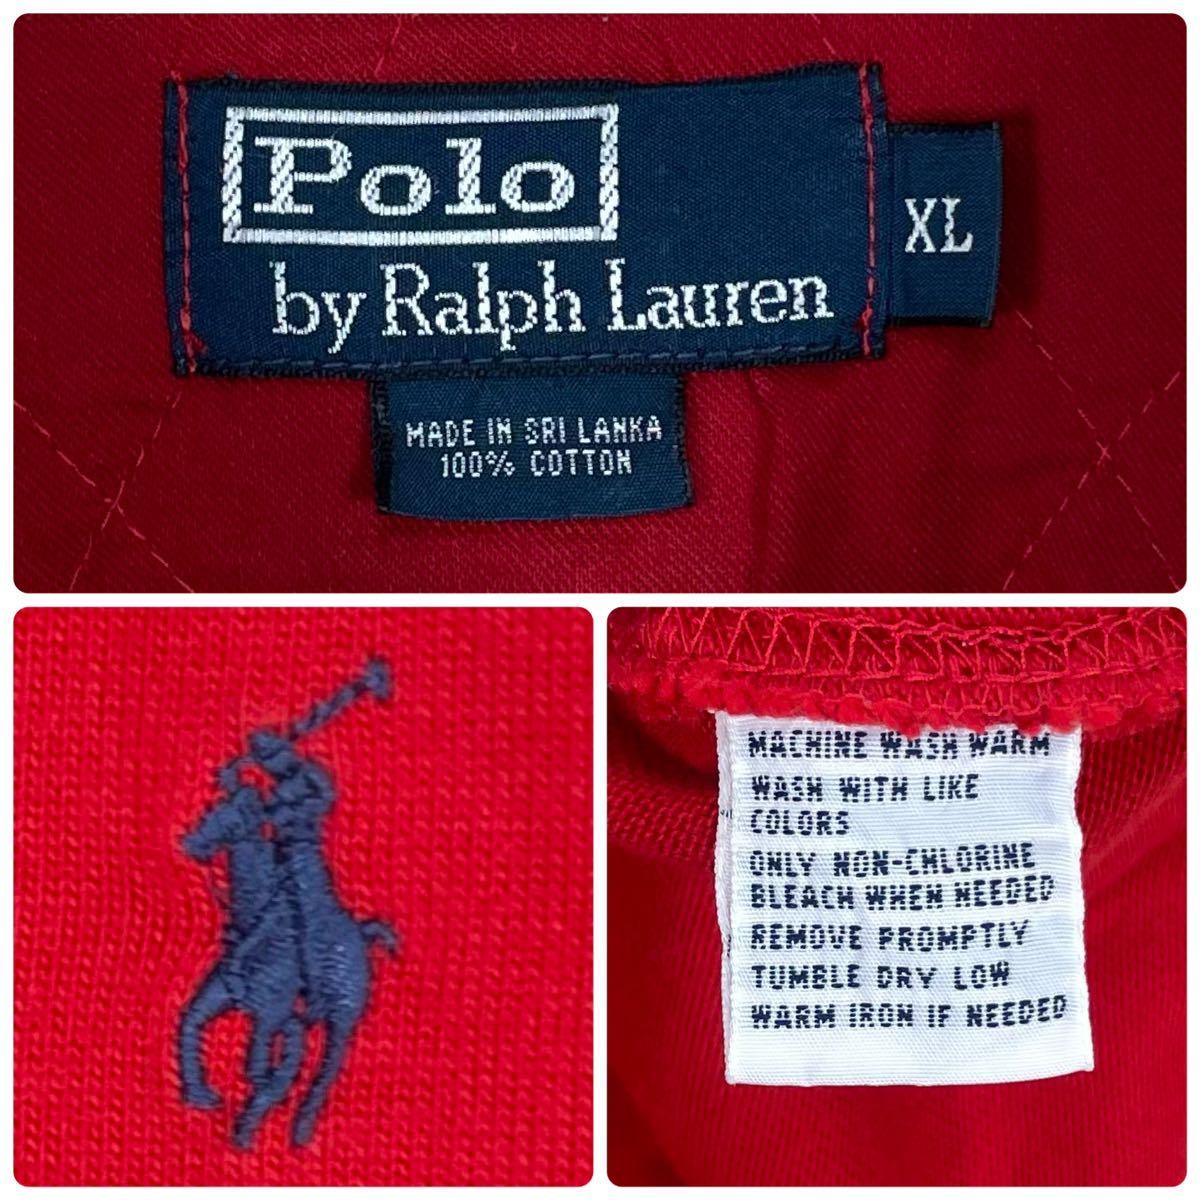 Polo
by Ralph Lauren
XL
MADE IN SRI LANKA
100% COTTON
MACHINE WASH WARM
WASH WITH LIKE
COLORS
ONLY NON-CHLORINE
BLEACH WHEN NEEDED
REMOVE PROMPTLY
TUMBLE DRY LOW
WARM IRON IF NEEDED